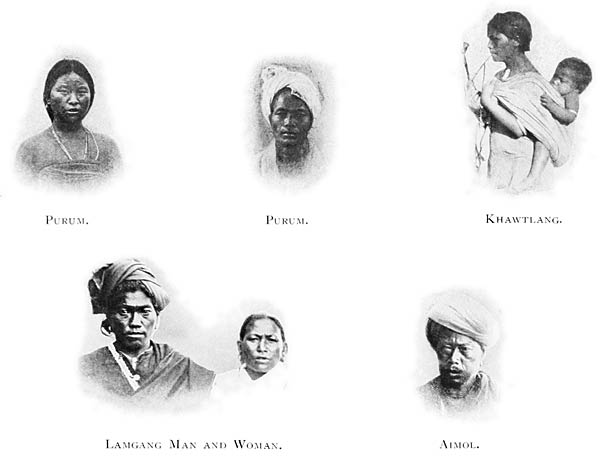 Purum.
Purum.
Khawtlang.
Lamgang Man and Woman.
Aimol.